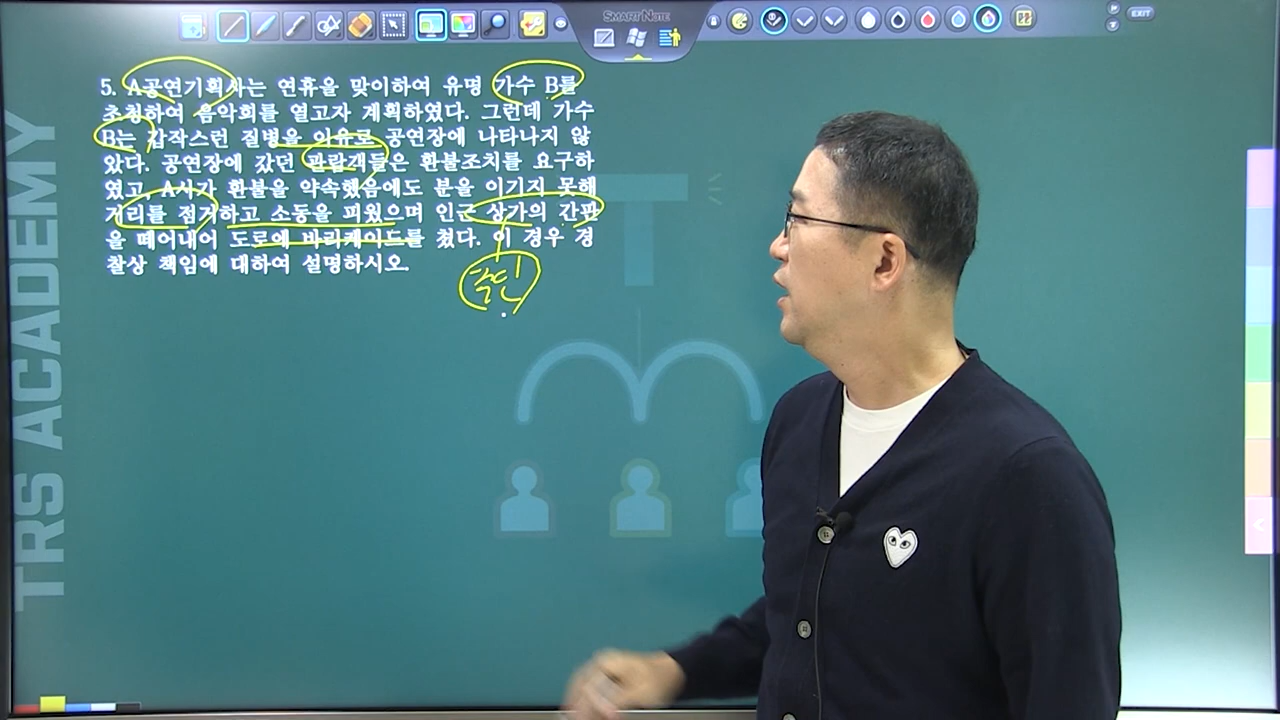 SMART NOTE
EXIT
5. A공연기획사는 연휴을 맞이하여 유명 가수 B를
초청하여 음악회를 열고자 계획하였다. 그런데 가수
B는 갑작스런 질병을 이유로 공연장에 나타나지 않
았다. 공연장에 갔던 관람객들은 환불조치를 요구하
였고, A사가 환불을 약속했음에도 분을 이기지 못해
거리를 점거하고 소동을 피웠으며 인근 상가의 간판
을 떼어내어 도로에 바리케이드를 쳤다. 이 경우 경
찰상 책임에 대하여 설명하시오.
TRS ACADEMY